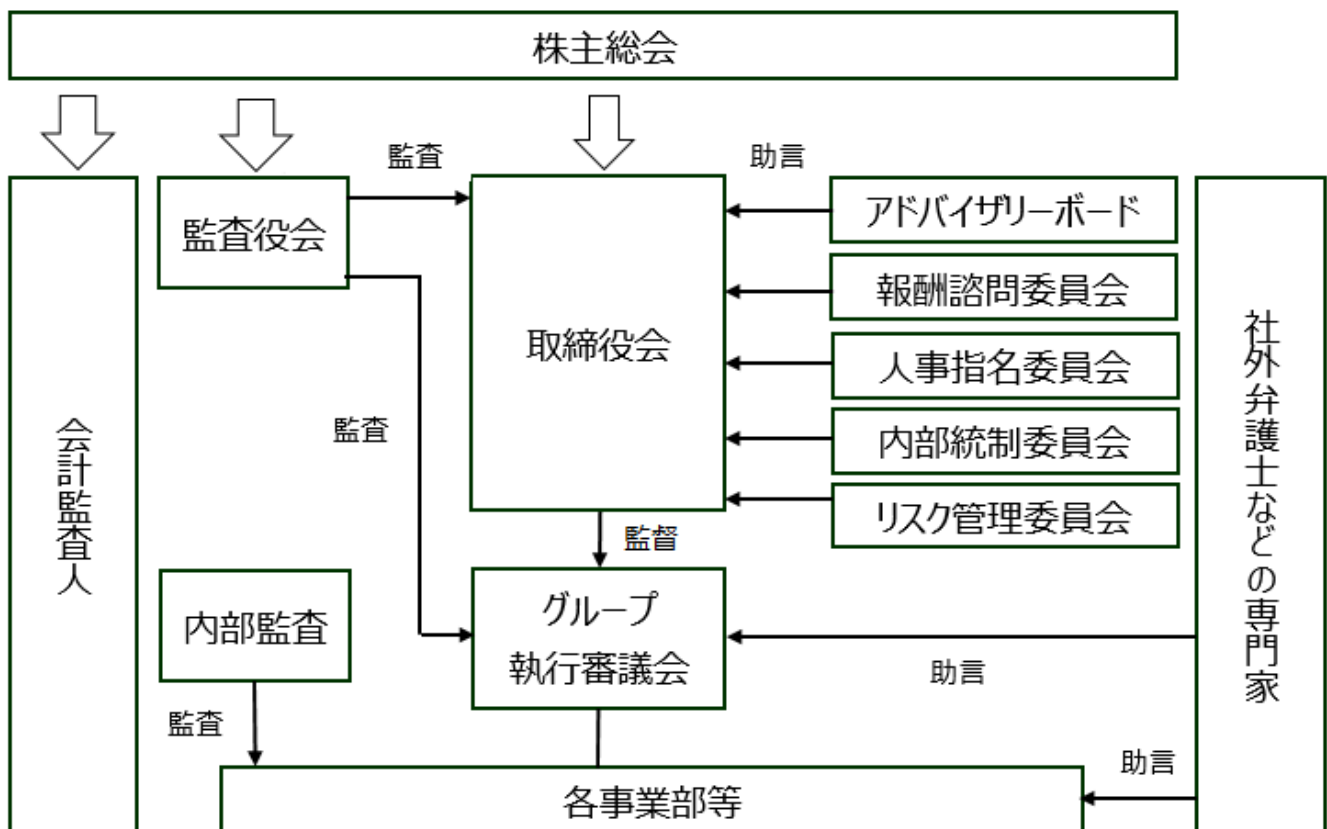 株主総会
監査
助言
監査役会
取締役会
アドバイザリーボード
報酬諮問委員会
人事指名委員会
内部統制委員会
リスク管理委員会
社外弁護士などの専門家
会計監査人
監査
監督
内部監査
グループ
執行審議会
助言
監査
助言
各事業部等